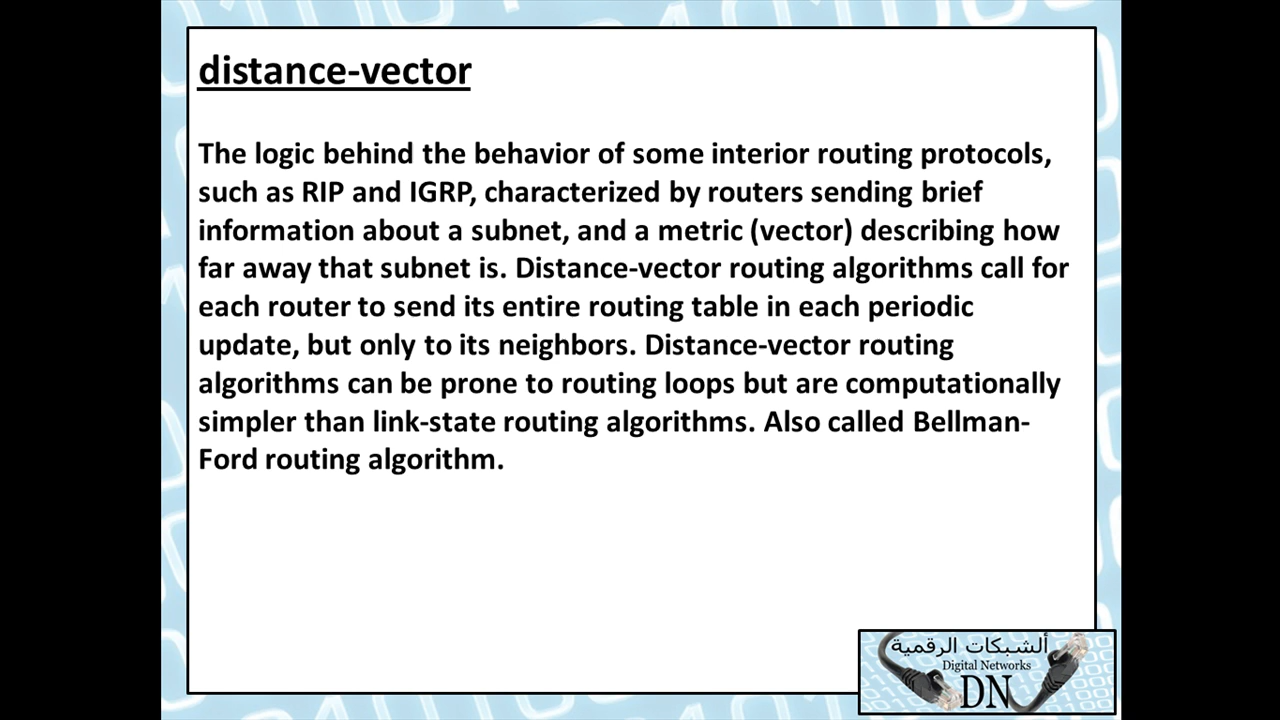 distance-vector
The logic behind the behavior of some interior routing protocols,
such as RIP and IGRP, characterized by routers sending brief
information about a subnet, and a metric (vector) describing how
far away that subnet is. Distance-vector routing algorithms call for
each router to send its entire routing table in each periodic
update, but only to its neighbors. Distance-vector routing
algorithms can be prone to routing loops but are computationally
simpler than link-state routing algorithms. Also called Bellman-
Ford routing algorithm.
ألشبكات الرقمية
Digital Networks
DN